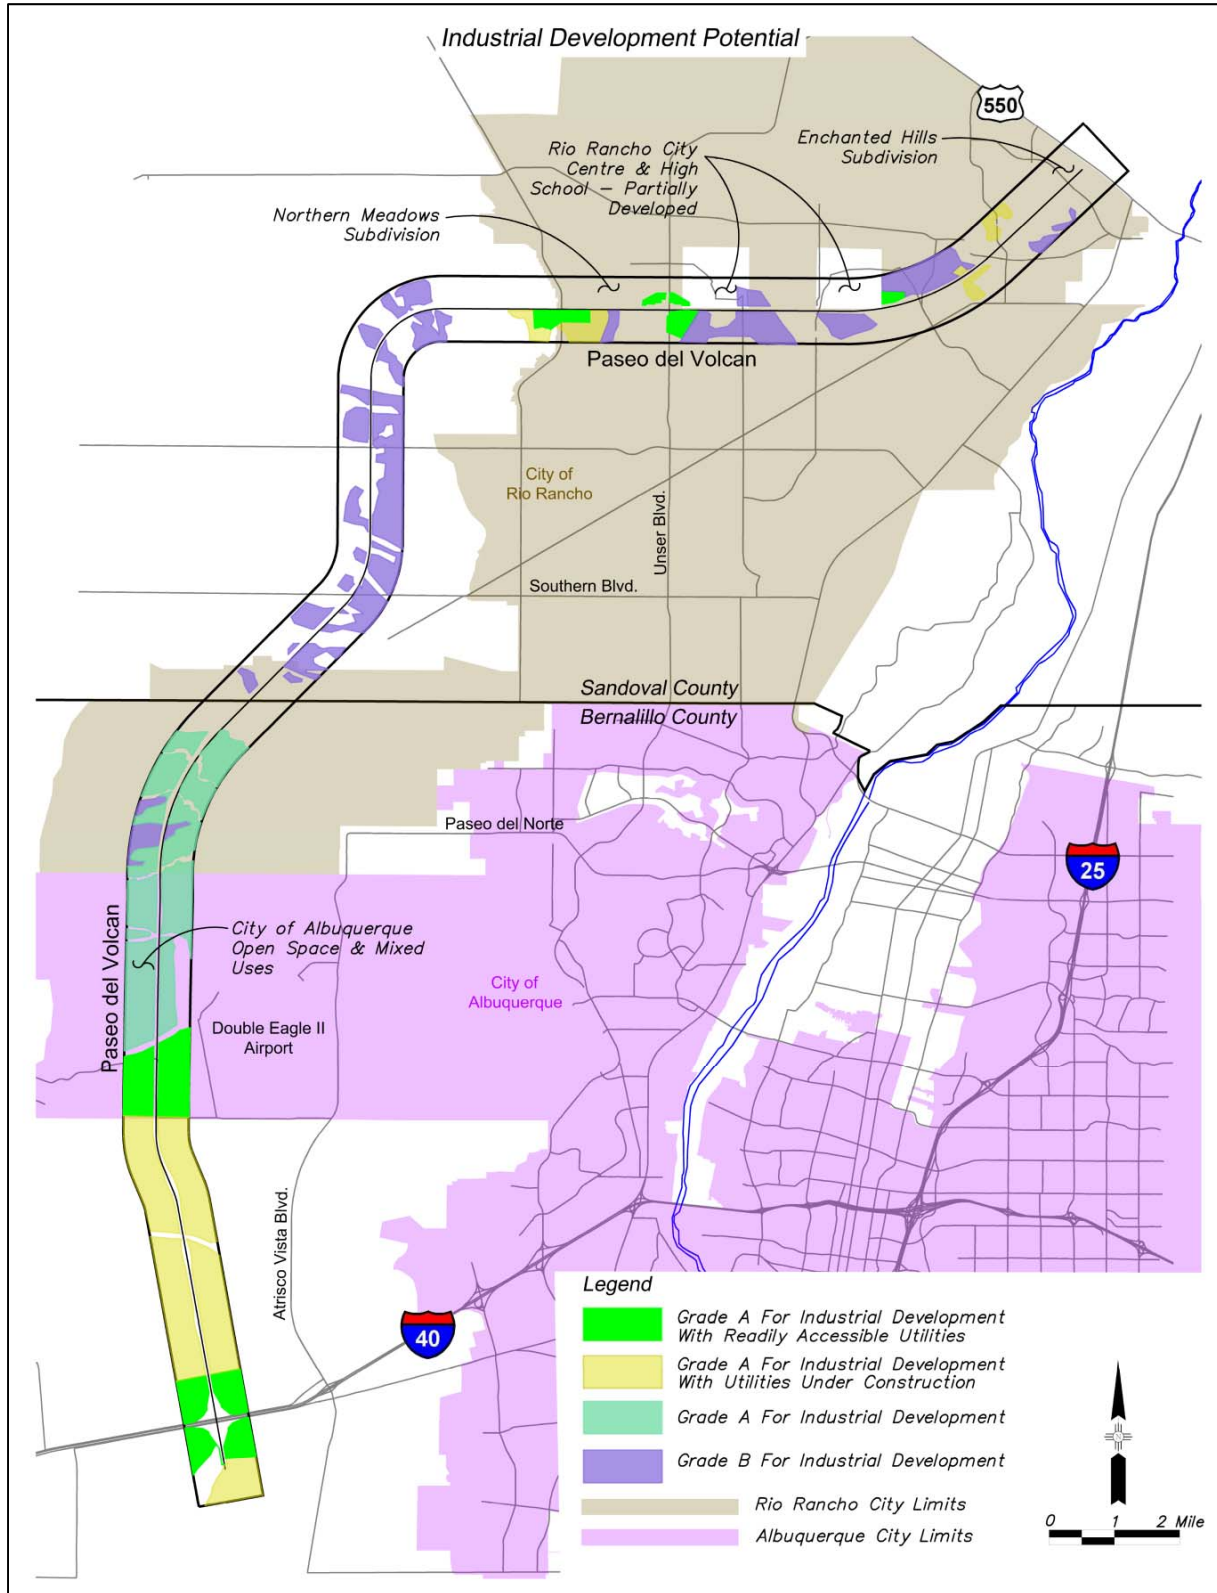 Industrial Development Potential
550
Enchanted Hills
Subdivision
Rio Rancho City
Centre & High
School – Partially
Developed
Northern Meadows
Subdivision
Paseo del Volcan
City of
Rio Rancho
Unser Blvd.
Southern Blvd.
Sandoval County
Bernalillo County
Paseo del Norte
25
Paseo del Volcan
City of Albuquerque
Open Space & Mixed
Uses
City of
Albuquerque
Double Eagle II
Airport
Atrisco Vista Blvd.
40
Legend
Grade A For Industrial Development
With Readily Accessible Utilities
Grade A For Industrial Development
With Utilities Under Construction
Grade A For Industrial Development
Grade B For Industrial Development
Rio Rancho City Limits
Albuquerque City Limits
N
0 1 2 Mile